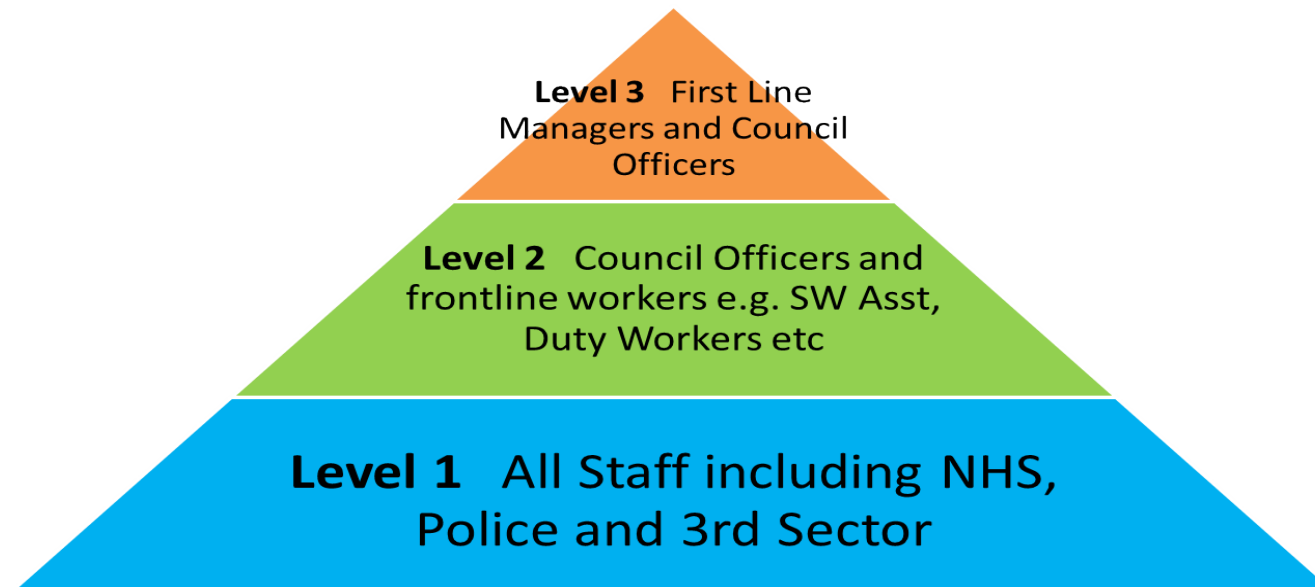 Level 3 First Line
Managers and Council
Officers
Level 2 Council Officers and
frontline workers e.g. SW Asst,
Duty Workers etc
Level 1 All Staff including NHS,
Police and 3rd Sector